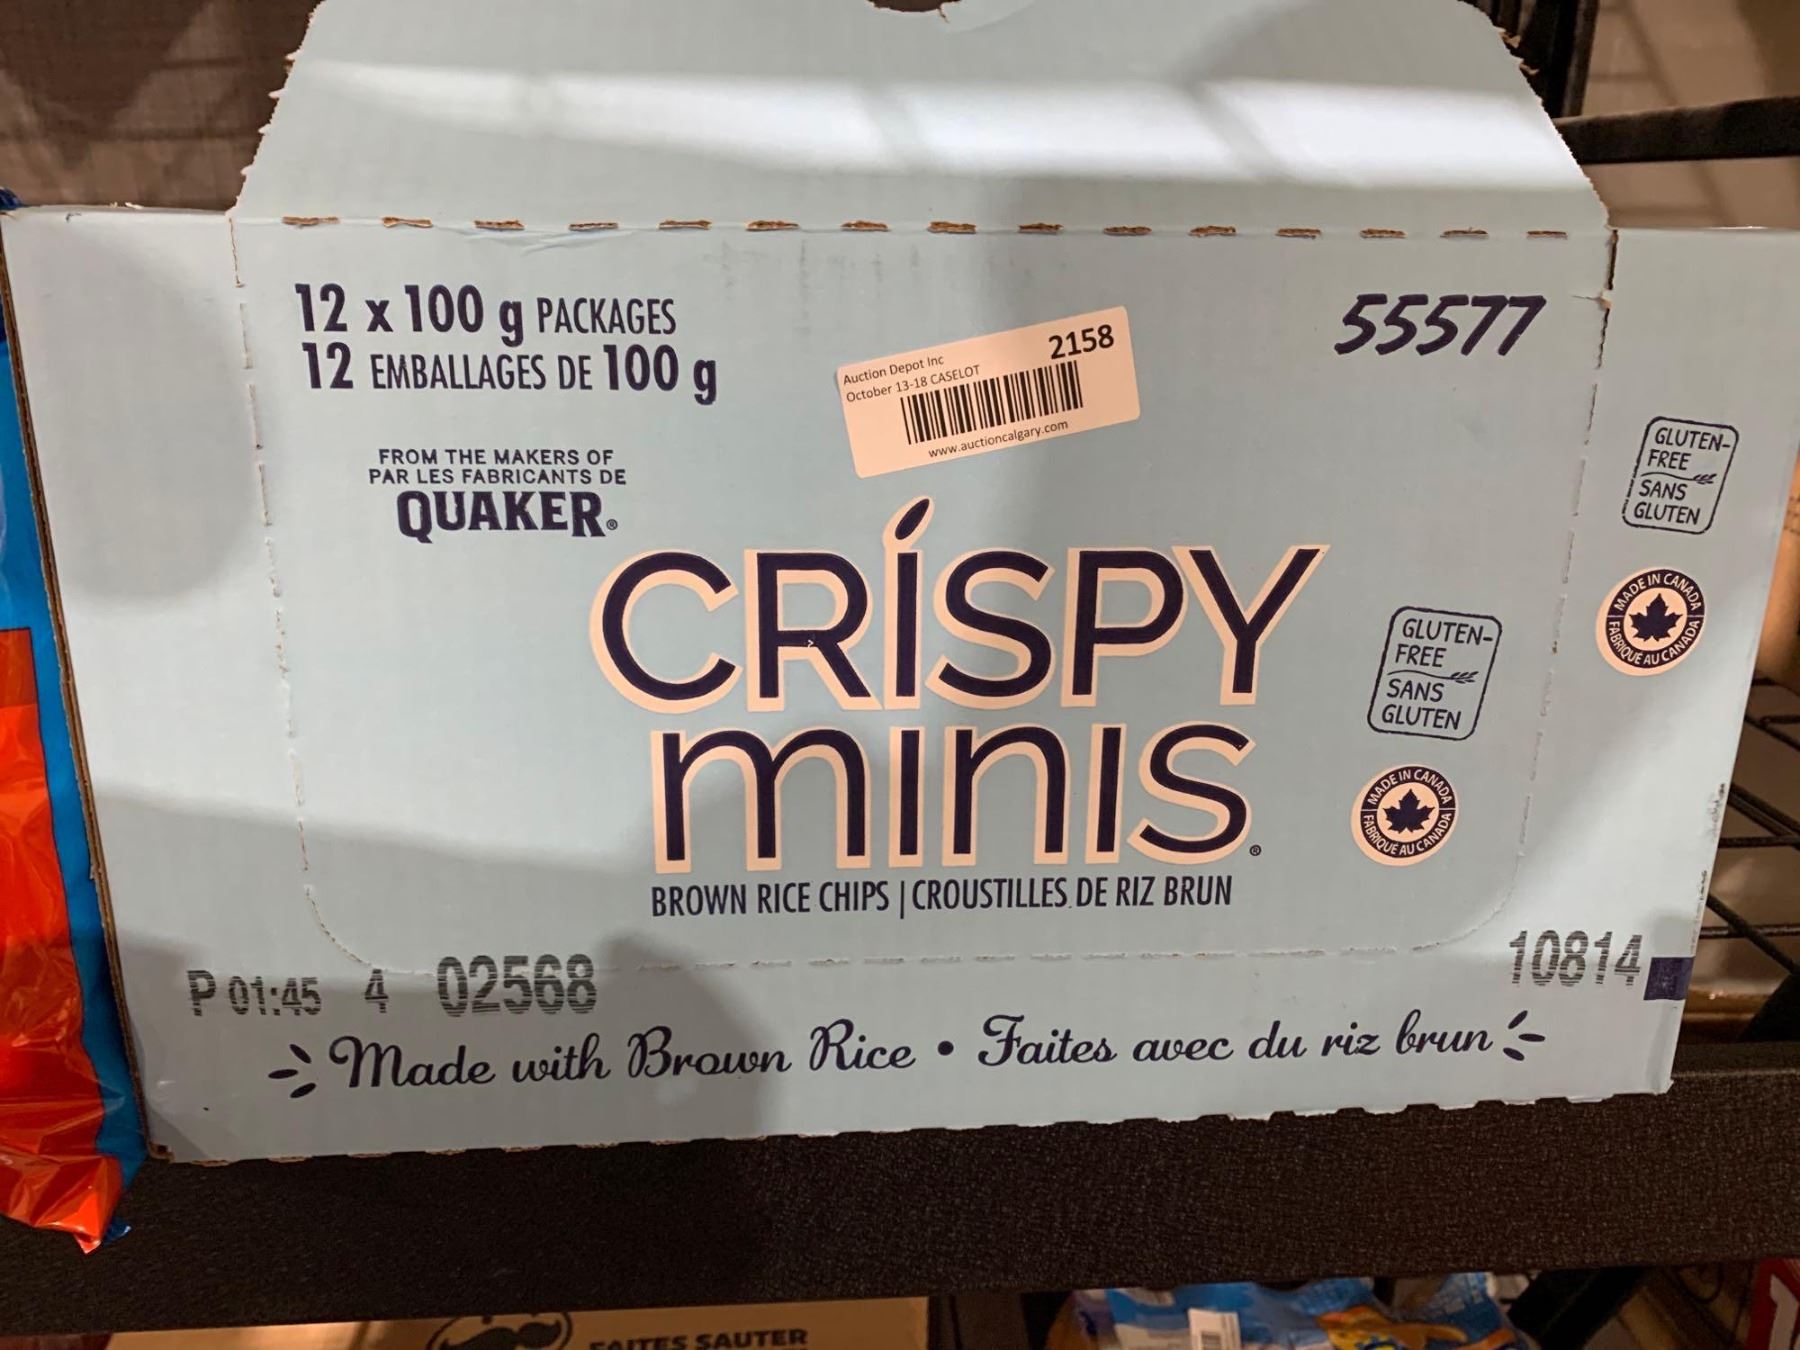 12 x 100 g PACKAGES
12 EMBALLAGES DE 100 g
Auction Depot Inc
2158
October 13-18 CASELOT
www.auctioncalgary.com
55577
FROM THE MAKERS OF
PAR LES FABRICANTS DE
QUAKER®
CRISPY
MINIS®
BROWN RICE CHIPS | CROUSTILLES DE RIZ BRUN
GLUTEN-
FREE
SANS
GLUTEN
MADE IN CANADA
FABRIQUÉ AU CANADA
GLUTEN-
FREE
SANS
GLUTEN
MADE IN CANADA
FABRIQUÉ AU CANADA
P 01:45 4 02568
10814
Made with Brown Rice • Faites avec du riz brun
FAITES SAUTER